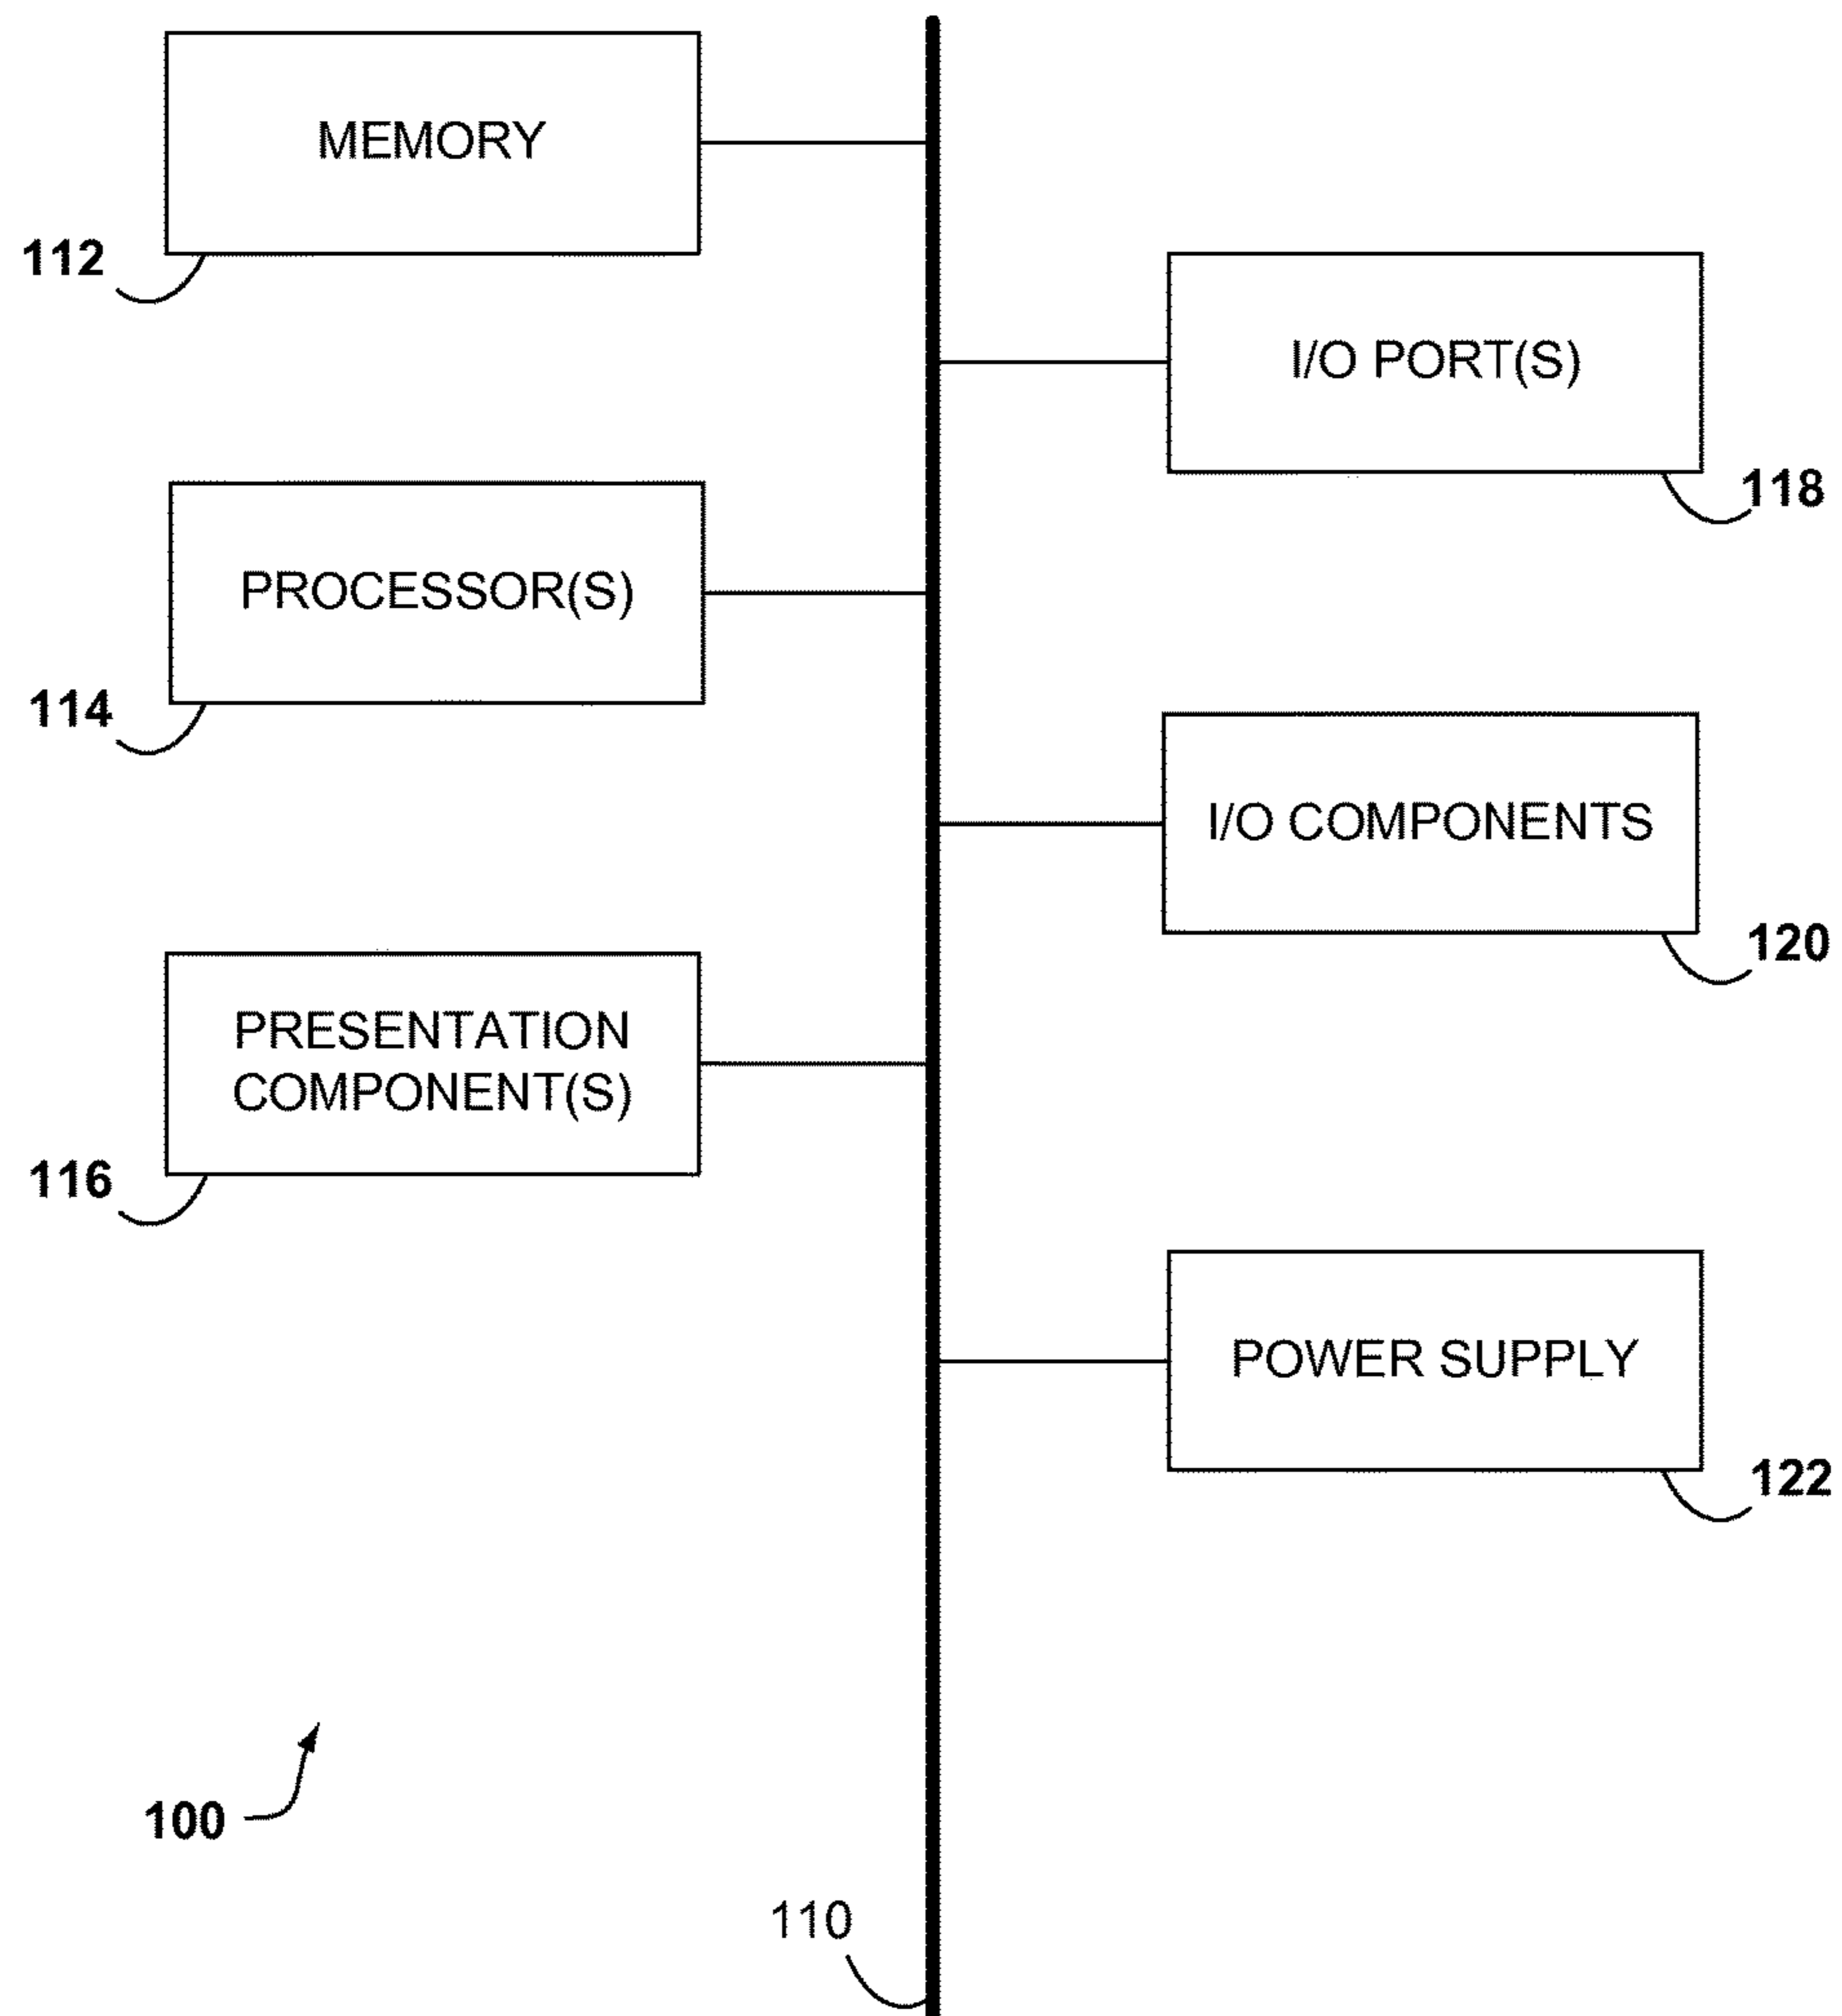 MEMORY
112
I/O PORT(S)
118
PROCESSOR(S)
114
I/O COMPONENTS
120
PRESENTATION
COMPONENT(S)
116
POWER SUPPLY
122
100
110